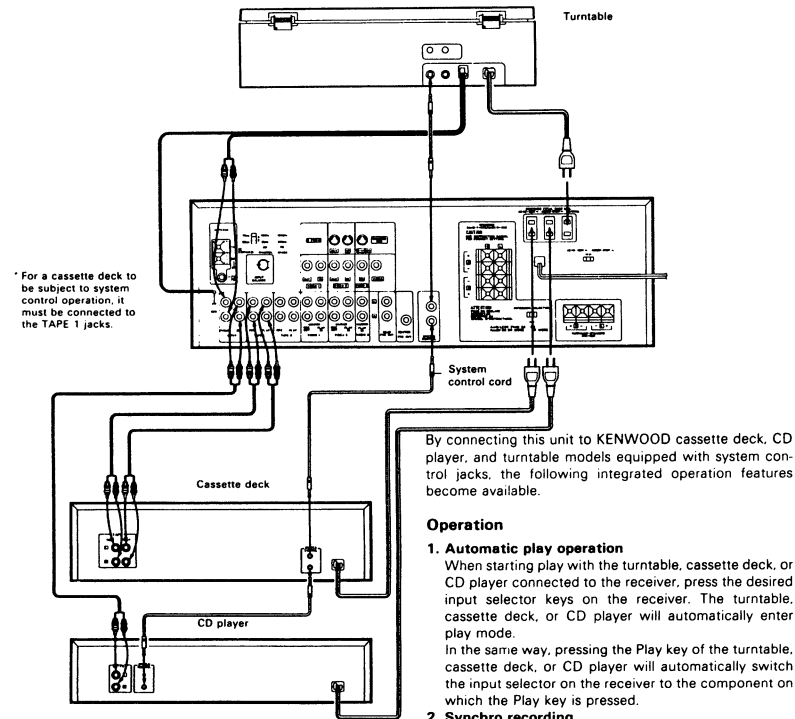 Turntable
* For a cassette deck to
be subject to system
control operation, it
must be connected to
the TAPE 1 jacks.
System
control cord
Cassette deck
CD player
By connecting this unit to KENWOOD cassette deck, CD
player, and turntable models equipped with system con-
trol jacks, the following integrated operation features
become available.
Operation
1. Automatic play operation
When starting play with the turntable, cassette deck, or
CD player connected to the receiver, press the desired
input selector keys on the receiver. The turntable,
cassette deck, or CD player will automatically enter
play mode.
In the same way, pressing the Play key of the turntable,
cassette deck, or CD player will automatically switch
the input selector on the receiver to the component on
which the Play key is pressed.
2. Synchro recording